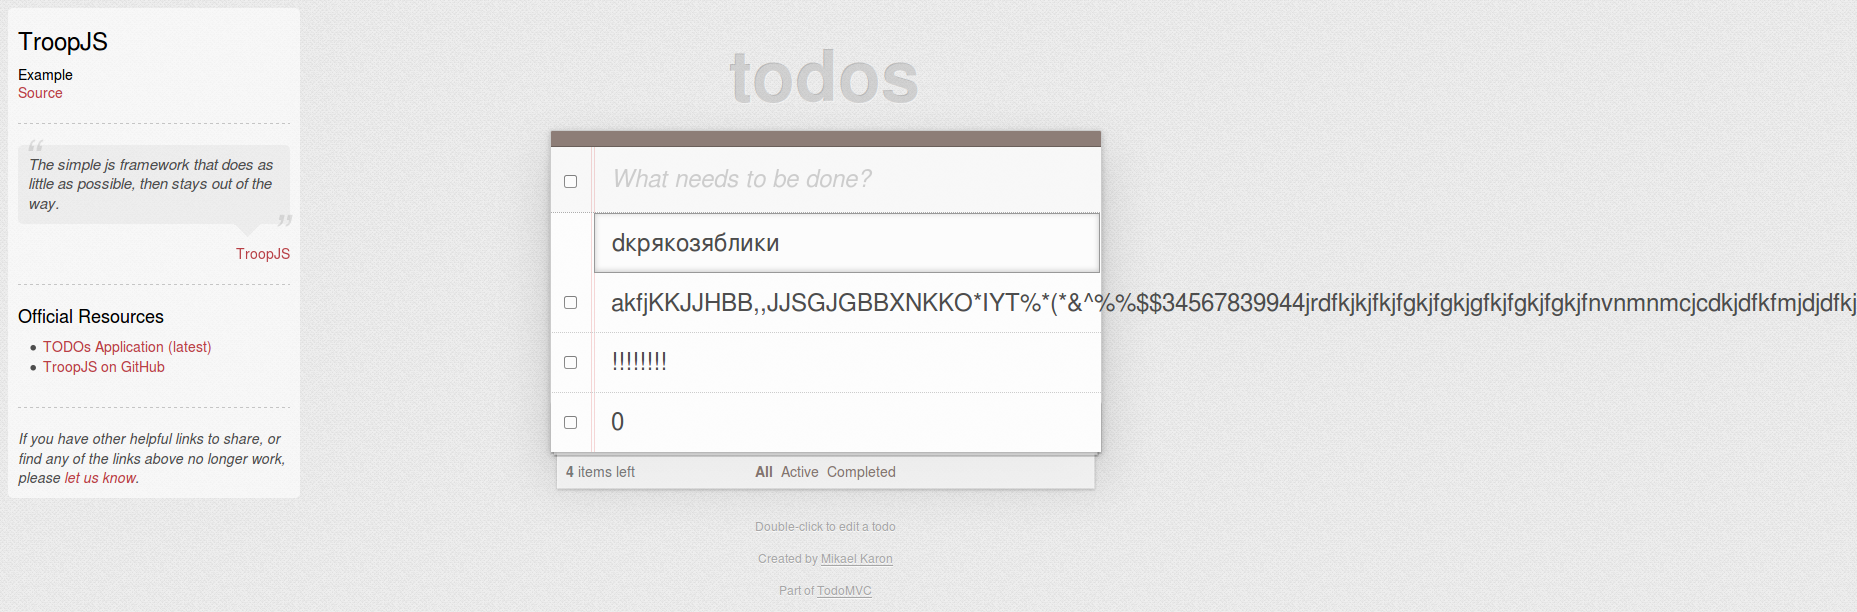 TroopJS
Example
Source
“
The simple js framework that does as
little as possible, then stays out of the
way.
”
TroopJS
Official Resources
• TODOs Application (latest)
• TroopJS on GitHub
If you have other helpful links to share, or
find any of the links above no longer work,
please let us know.
todos
What needs to be done?
dкрякозяблики
akfjKKJJHBB,,JJSGJGBBXNKKO*IYT%*(*&^%%$$34567839944jrdfkjkjfkjfgkjfgkjgfkjfgkjfgkjfnvnmnmcjcdkjdfkfmjdjdfkj
!!!!!!!!
0
4 items left All Active Completed
Double-click to edit a todo
Created by Mikael Karon
Part of TodoMVC